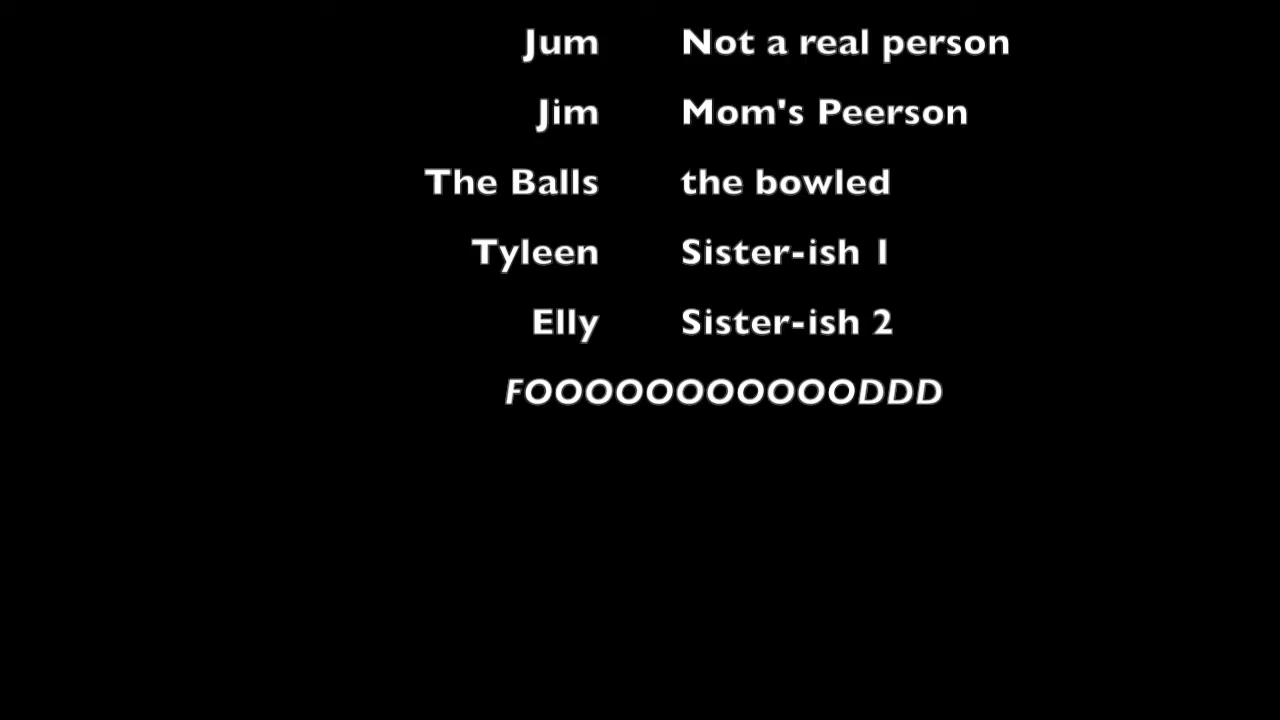 Jum Not a real person
Jim Mom's Peerson
The Balls the bowled
Tyleen Sister-ish 1
Elly Sister-ish 2
FOOOOOOOOOOODDD